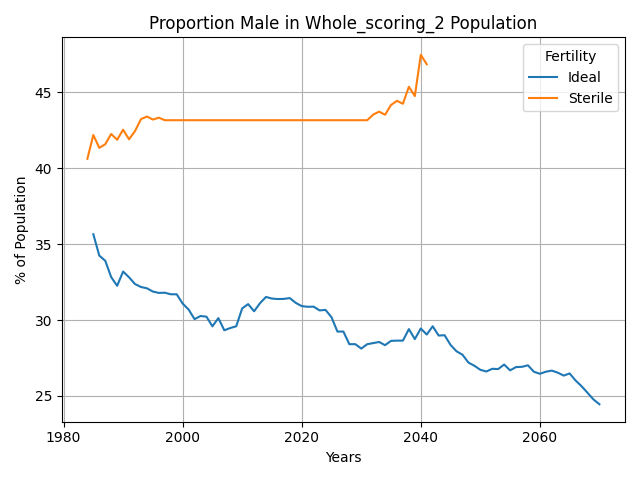 Proportion Male in Whole_scoring_2 Population
Fertility
Ideal
Sterile
% of Population
45
40
35
30
25
1980
2000
2020
2040
2060
Years